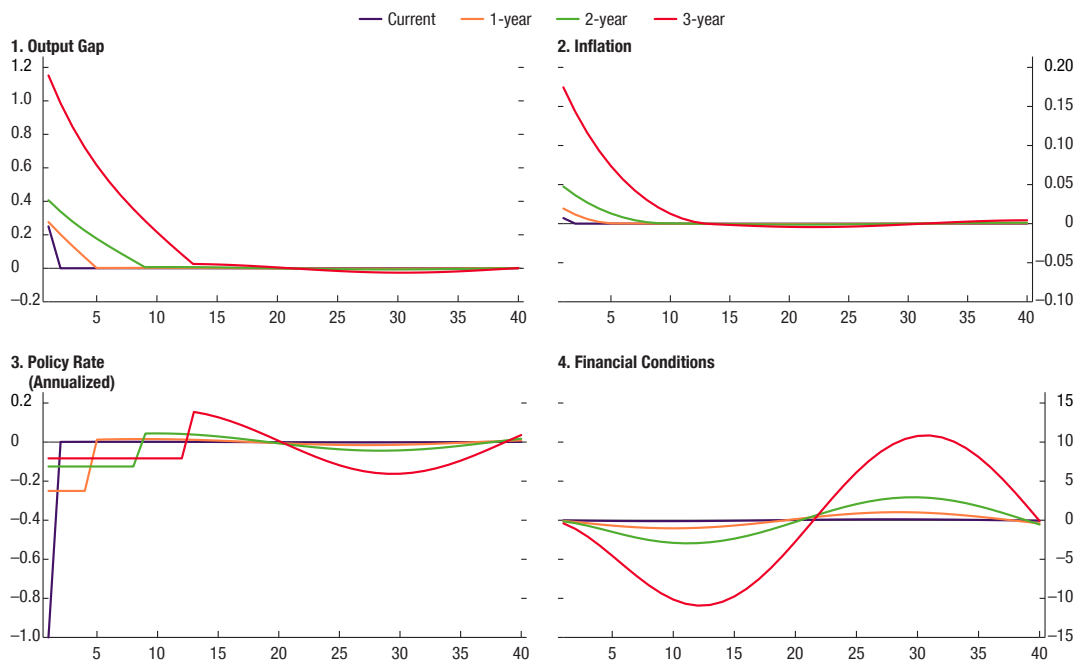 Current 1-year 2-year 3-year
1. Output Gap
1.2
1.0
0.8
0.6
0.4
0.2
0
–0.2
5 10 15 20 25 30 35 40
2. Inflation
0.20
0.15
0.10
0.05
0
–0.05
–0.10
5 10 15 20 25 30 35 40
3. Policy Rate
(Annualized)
0.2
0
–0.2
–0.4
–0.6
–0.8
–1.0
5 10 15 20 25 30 35 40
4. Financial Conditions
15
10
5
0
–5
–10
–15
5 10 15 20 25 30 35 40